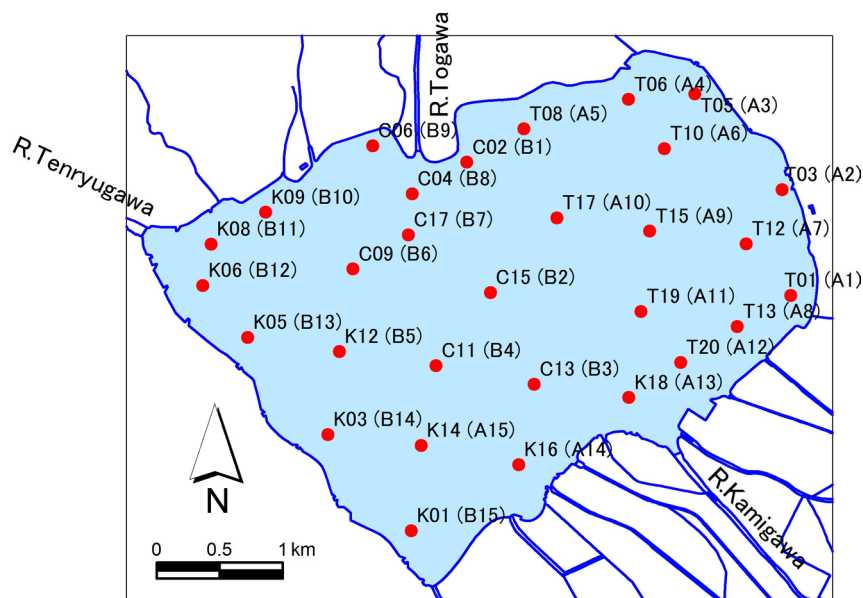 R.Togawa
T06 (A4)
T05 (A3)
T08 (A5)
C06 (B9)
C02 (B1)
T10 (A6)
R.Tenryugawa
C04 (B8)
T03 (A2)
K09 (B10)
T17 (A10)
T15 (A9)
K08 (B11)
C17 (B7)
T12 (A7)
C09 (B6)
K06 (B12)
C15 (B2)
T01 (A1)
T19 (A11)
T13 (A8)
K05 (B13)
K12 (B5)
C11 (B4)
T20 (A12)
C13 (B3)
K18 (A13)
K03 (B14)
K14 (A15)
K16 (A14)
R.Kamigawa
N
K01 (B15)
0 0.5 1 km